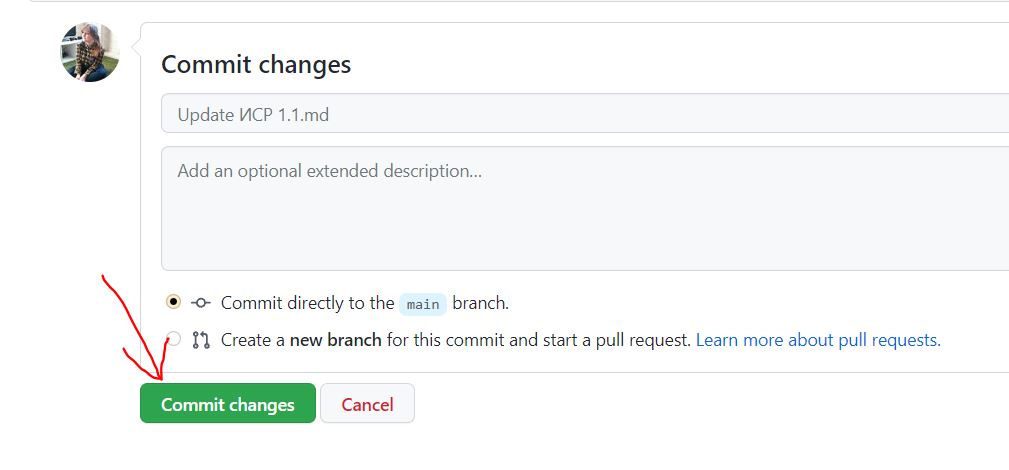 Commit changes
Update ИСР 1.1.md
Add an optional extended description...
Commit directly to the main branch.
Create a new branch for this commit and start a pull request. Learn more about pull requests.
Commit changes Cancel